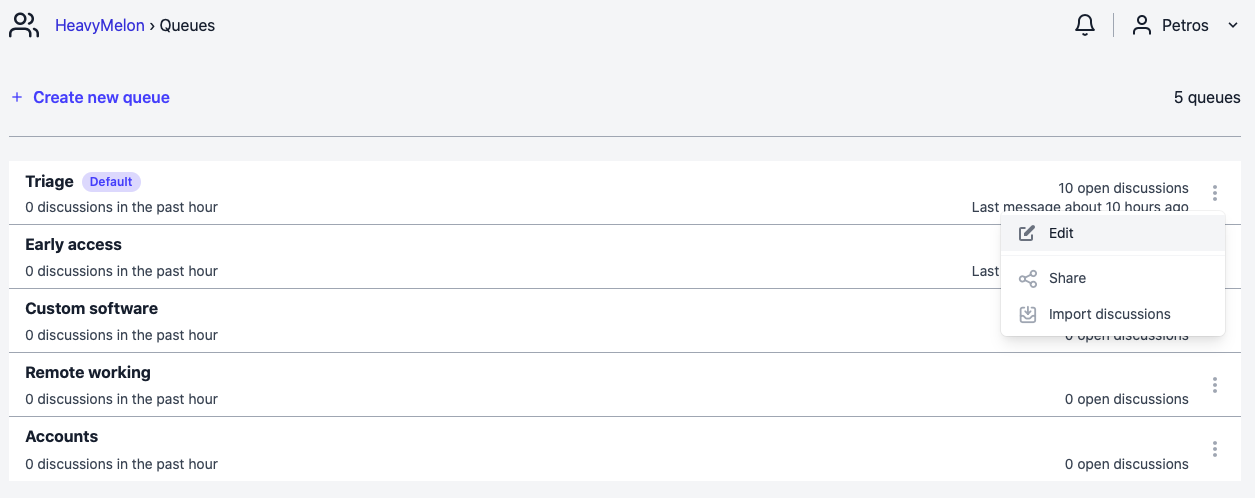 HeavyMelon › Queues
Petros
+ Create new queue
5 queues
Triage Default
10 open discussions
0 discussions in the past hour
Last message about 10 hours ago
Edit
Early access
0 discussions in the past hour
Last
Share
Custom software
Import discussions
0 discussions in the past hour
0 open discussions
Remote working
0 discussions in the past hour
0 open discussions
Accounts
0 discussions in the past hour
0 open discussions